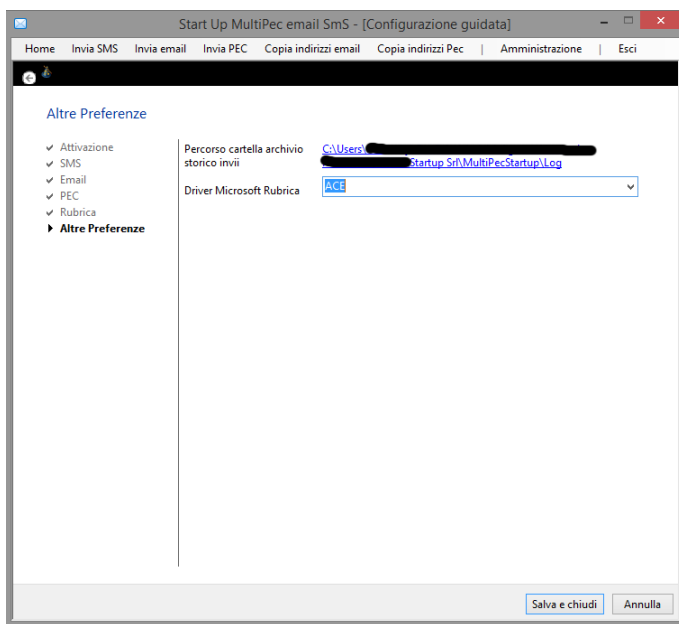 Start Up MultiPec email SmS - [Configurazione guidata]
Home Invia SMS Invia email Invia PEC Copia indirizzi email Copia indirizzi Pec | Amministrazione | Esci
Altre Preferenze
Attivazione
SMS
Email
PEC
Rubrica
Altre Preferenze
Percorso cartella archivio
storico invii
C:\Users\
Startup Srl\MultiPecStartup\Log
Driver Microsoft Rubrica
ACE
Salva e chiudi
Annulla